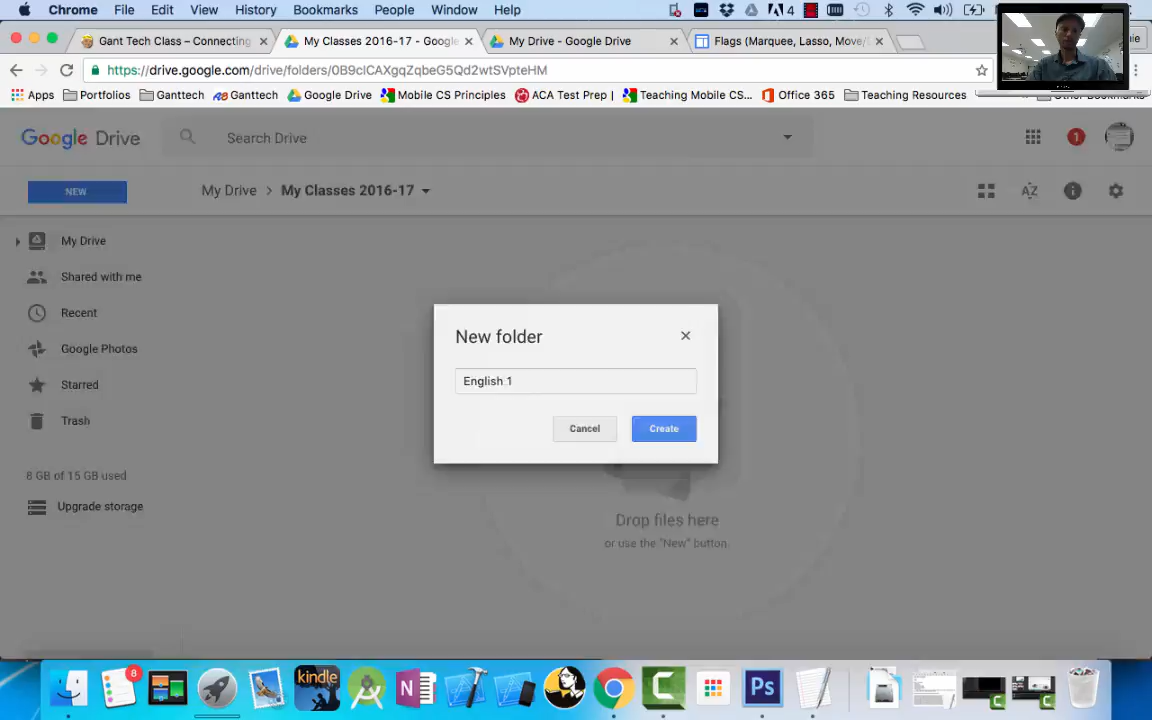 Chrome File Edit View History Bookmarks People Window Help 4
Gant Tech Class – Connecting × My Classes 2016-17 - Google × My Drive - Google Drive × Flags (Marquee, Lasso, Move/ ×
https://drive.google.com/drive/folders/0B9clCAXgqZqbeG5Qd2wtSVpteHM
Apps Portfolios Ganttech Ganttech Google Drive Mobile CS Principles ACA Test Prep | Teaching Mobile CS... Office 365 Teaching Resources
Google Drive Search Drive 1
NEW My Drive > My Classes 2016-17 AZ
My Drive
Shared with me
Recent
Google Photos
Starred
Trash
8 GB of 15 GB used
Upgrade storage
New folder ×
English 1
Cancel Create
Drop files here
or use the "New" button.
8 kindle N C Ps